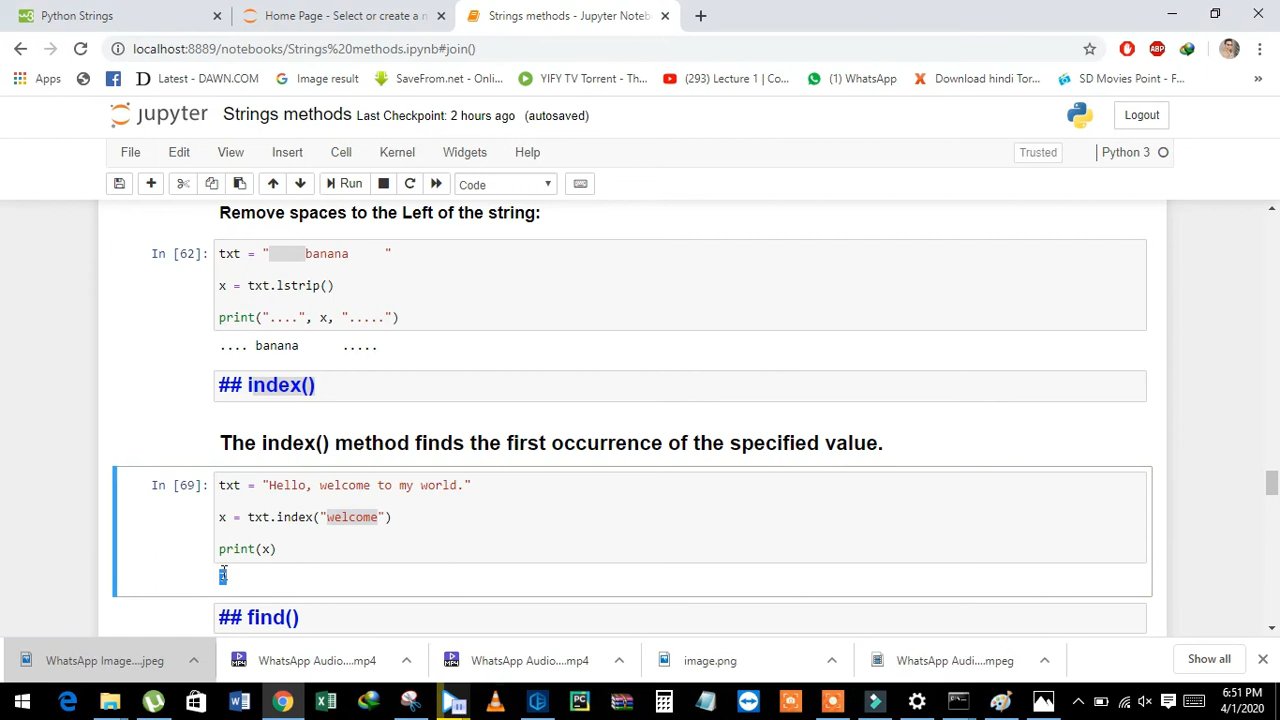 Python Strings
Home Page - Select or create a n
Strings methods - Jupyter Noteb
localhost:8889/notebooks/Strings%20methods.ipynb#join()
Apps
Latest - DAWN.COM
Image result
SaveFrom.net - Onl...
YIFY TV Torrent - Th...
(293) Lecture 1 | Co...
(1) WhatsApp
Download hindi Tor...
SD Movies Point - F...
jupyter
Strings methods Last Checkpoint: 2 hours ago (autosaved)
Logout
File
Edit
View
Insert
Cell
Kernel
Widgets
Help
Trusted
Python 3
Run
Code
Remove spaces to the Left of the string:
In [62]:
txt = "     banana     "
x = txt.lstrip()
print("....", x, ".....")
.... banana      .....
## index()
The index() method finds the first occurrence of the specified value.
In [69]:
txt = "Hello, welcome to my world."
x = txt.index("welcome")
print(x)
## find()
WhatsApp Image....jpeg
WhatsApp Audio....mp4
WhatsApp Audio....mp4
image.png
WhatsApp Audi....mpeg
Show all
6:51 PM
4/1/2020